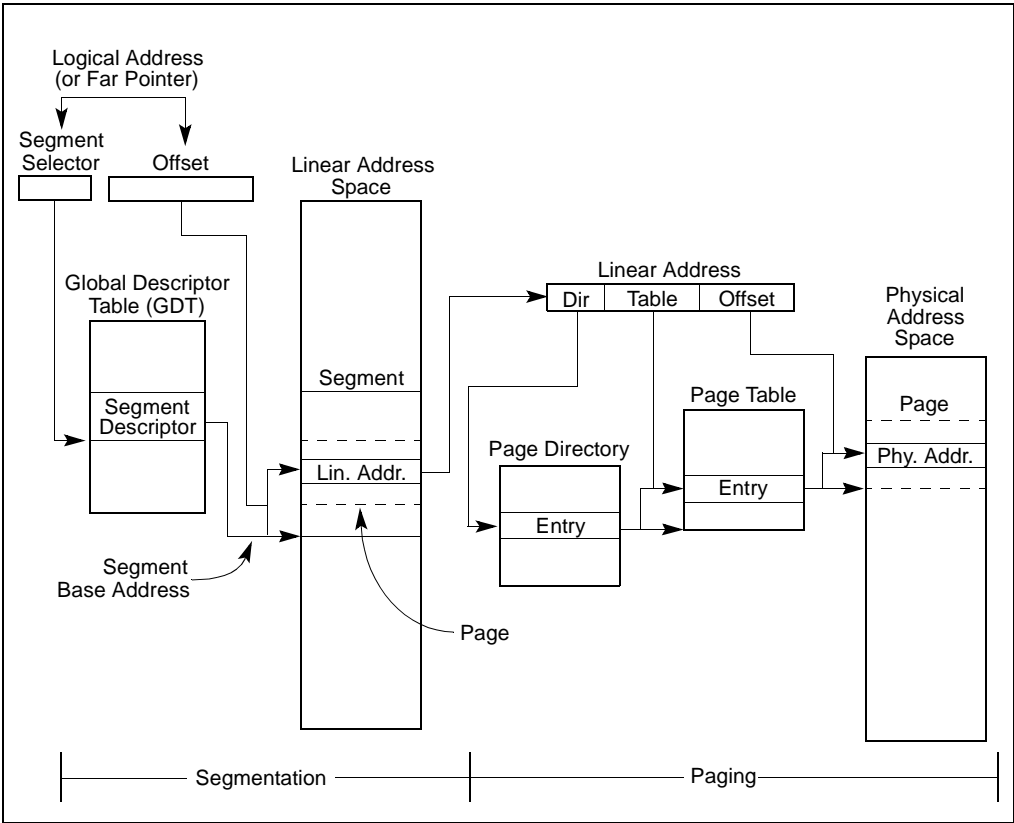 Logical Address
(or Far Pointer)
Segment
Selector
Offset
Linear Address
Space
Global Descriptor
Table (GDT)
Segment
Descriptor
Segment
Base Address
Segment
Lin. Addr.
Page
Linear Address
Dir
Table
Offset
Page Directory
Entry
Page Table
Entry
Physical
Address
Space
Page
Phy. Addr.
Segmentation
Paging